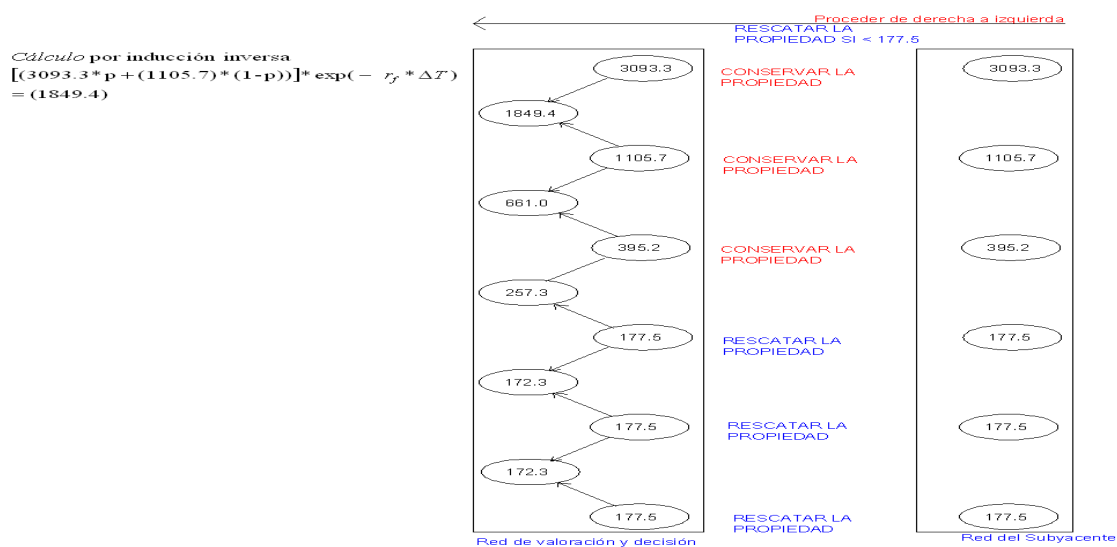 Proceder de derecha a izquierda
RESCATAR LA
PROPIEDAD SI < 177.5
Cálculo por inducción inversa
[(3093.3*p+(1105.7)*(1-p))]*exp(− r_f *ΔT)
= (1849.4)
3093.3
CONSERVAR LA
PROPIEDAD
3093.3
1849.4
1105.7
CONSERVAR LA
PROPIEDAD
1105.7
661.0
395.2
CONSERVAR LA
PROPIEDAD
395.2
257.3
177.5
RESCATAR LA
PROPIEDAD
177.5
172.3
177.5
RESCATAR LA
PROPIEDAD
177.5
172.3
177.5
RESCATAR LA
PROPIEDAD
177.5
Red de valoración y decisión
Red del Subyacente